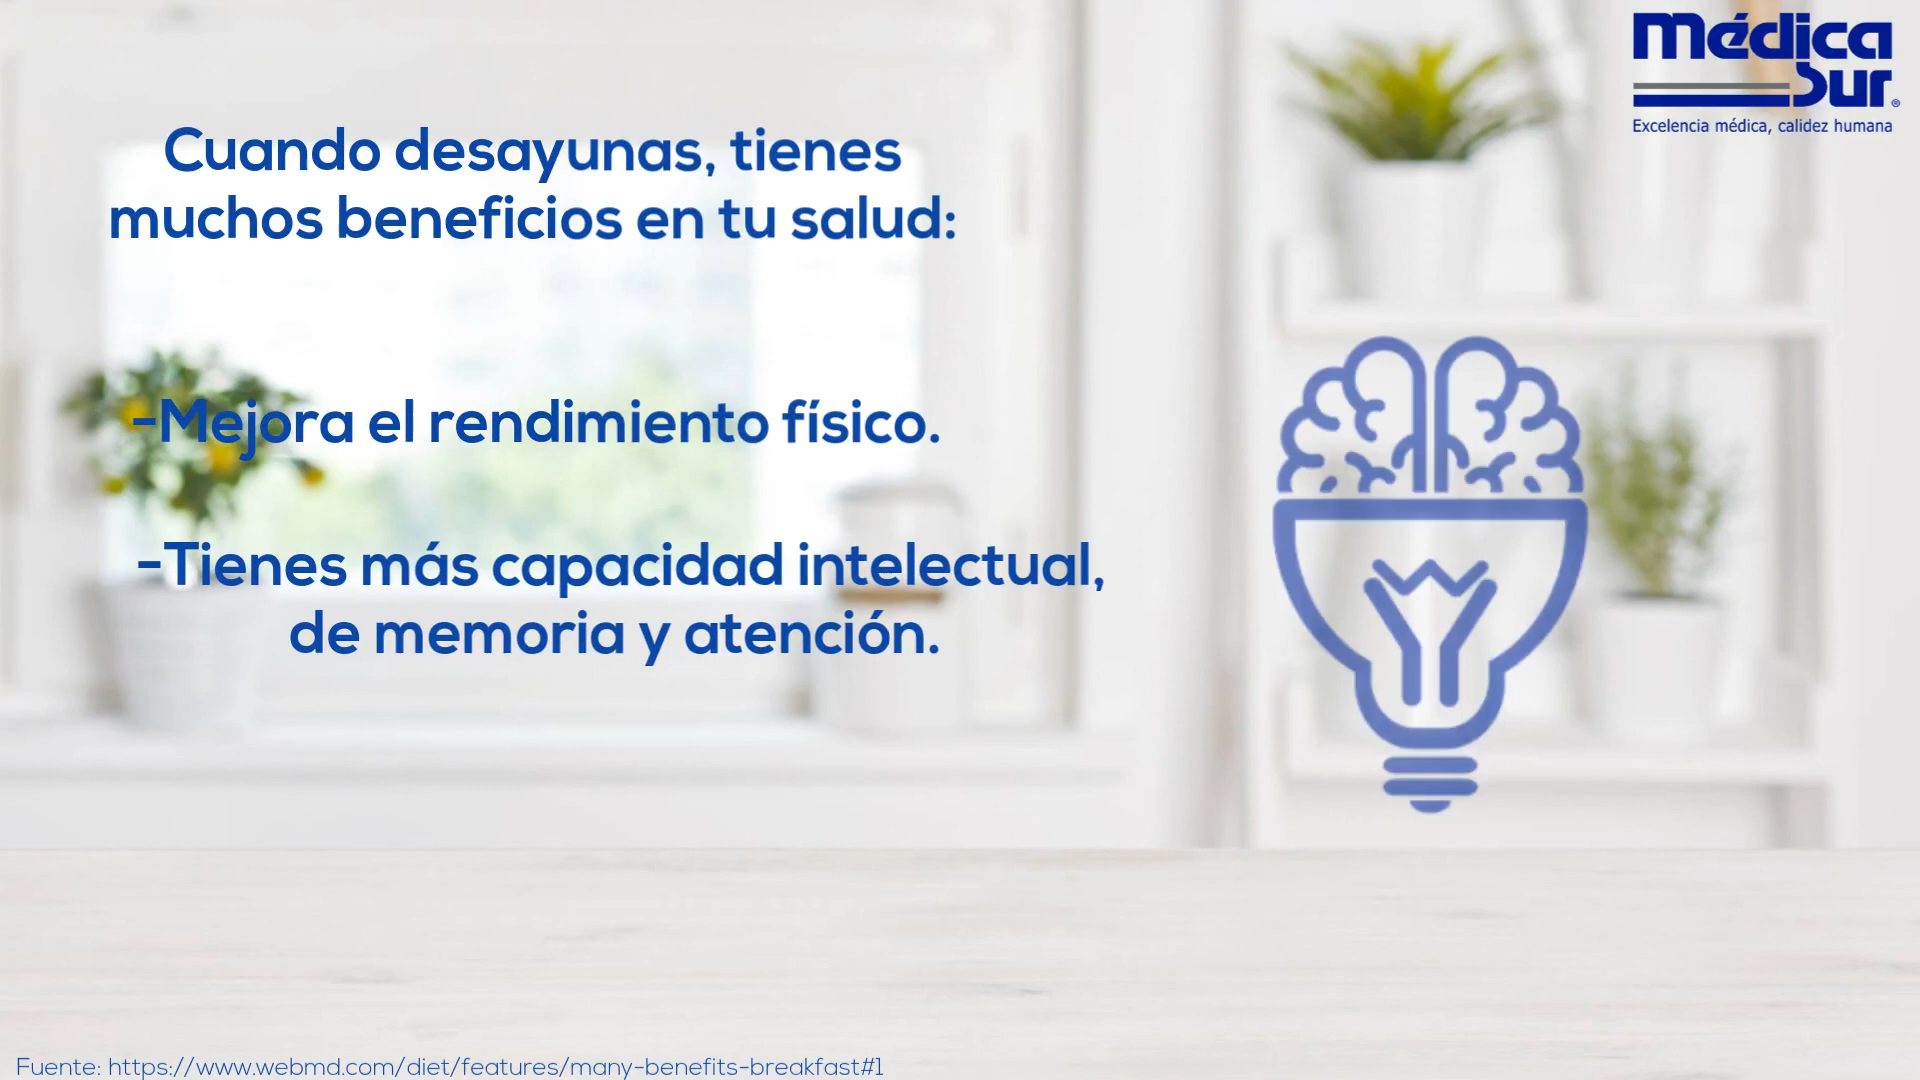 médica
Sur®
Excelencia médica, calidez humana
Cuando desayunas, tienes
muchos beneficios en tu salud:
-Mejora el rendimiento físico.
-Tienes más capacidad intelectual,
de memoria y atención.
Fuente: https://www.webmd.com/diet/features/many-benefits-breakfast#1